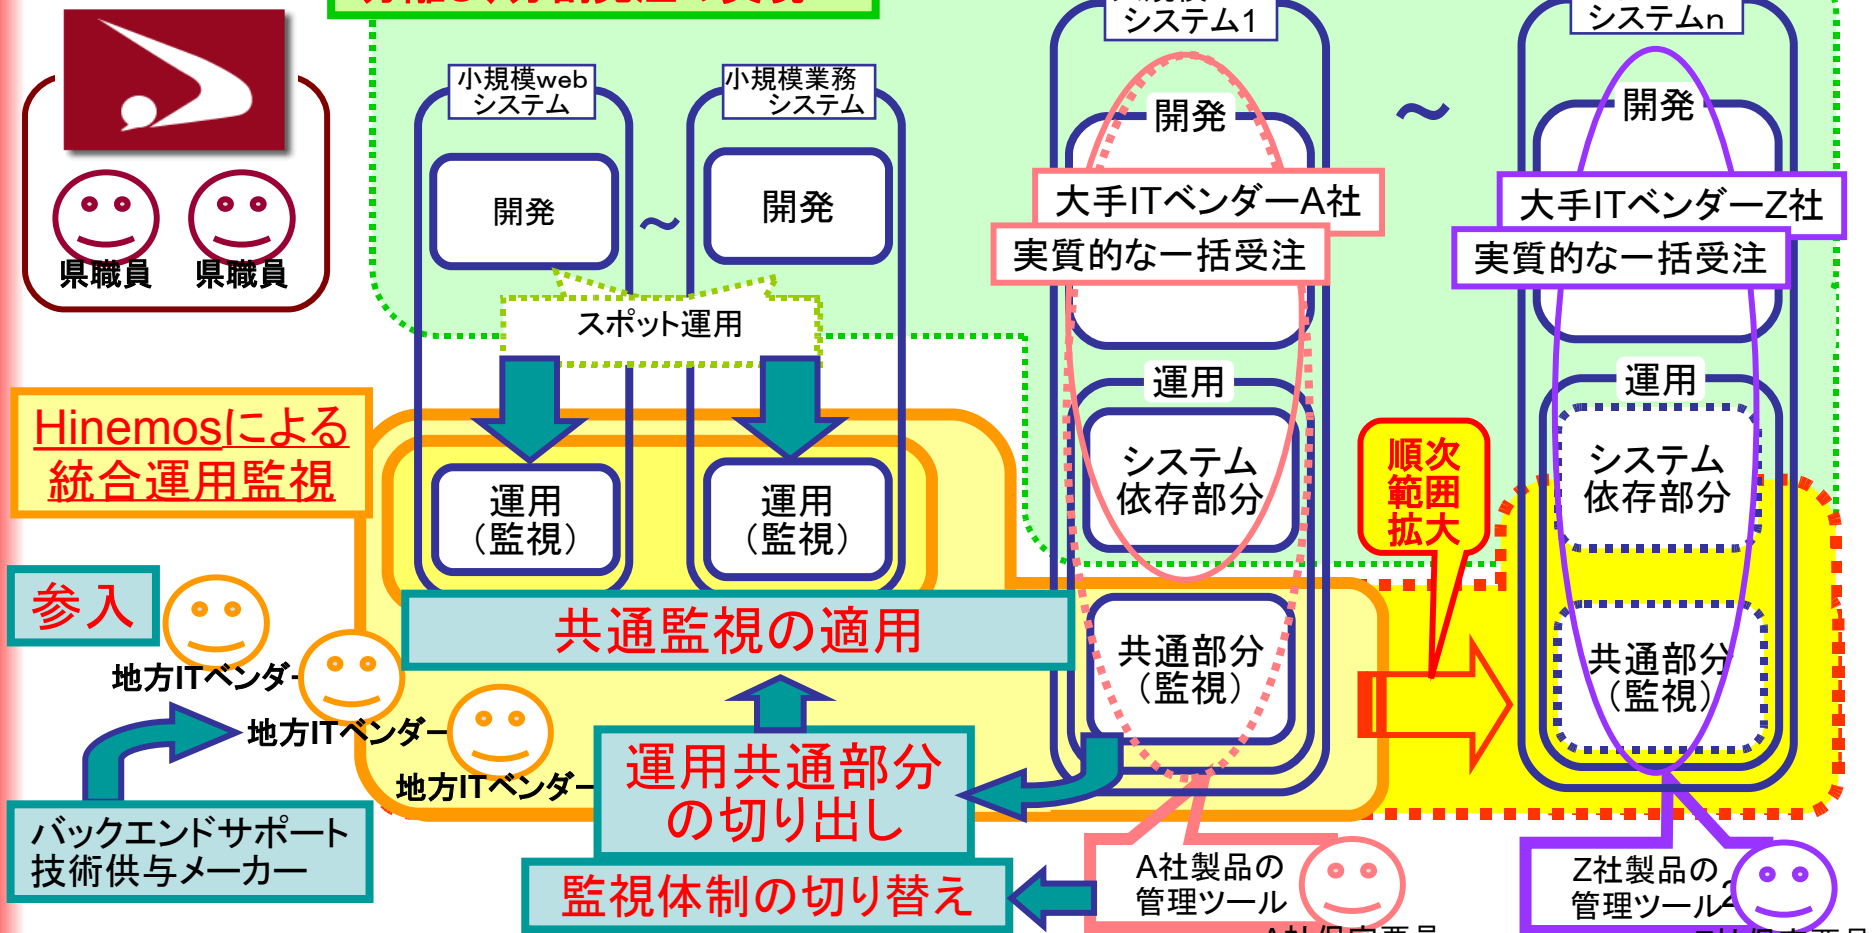 システム1
システムn
小規模web
システム
小規模業務
システム
開発
開発
開発
開発
～
～
大手ITベンダーA社
実質的な一括受注
大手ITベンダーZ社
実質的な一括受注
県職員
県職員
スポット運用
運用
運用
Hinemosによる
統合運用監視
システム
依存部分
順次
範囲
拡大
システム
依存部分
運用
（監視）
運用
（監視）
参入
共通監視の適用
共通部分
（監視）
共通部分
（監視）
地方ITベンダー
地方ITベンダー
地方ITベンダー
運用共通部分
の切り出し
バックエンドサポート
技術供与メーカー
監視体制の切り替え
A社製品の
管理ツール
Z社製品の
管理ツール